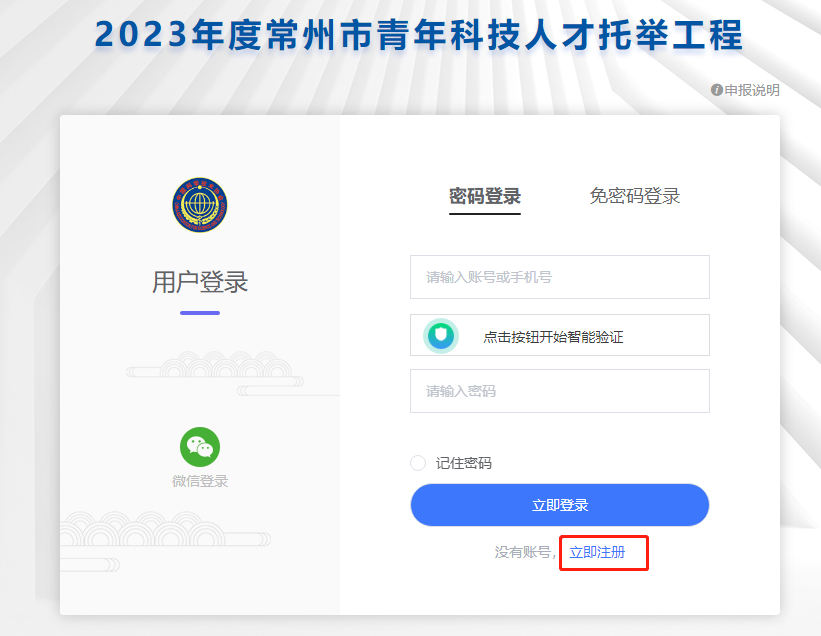 2023年度常州市青年科技人才托举工程
申报说明
密码登录
免密码登录
用户登录
请输入账号或手机号
点击按钮开始智能验证
请输入密码
微信登录
记住密码
立即登录
没有账号,立即注册